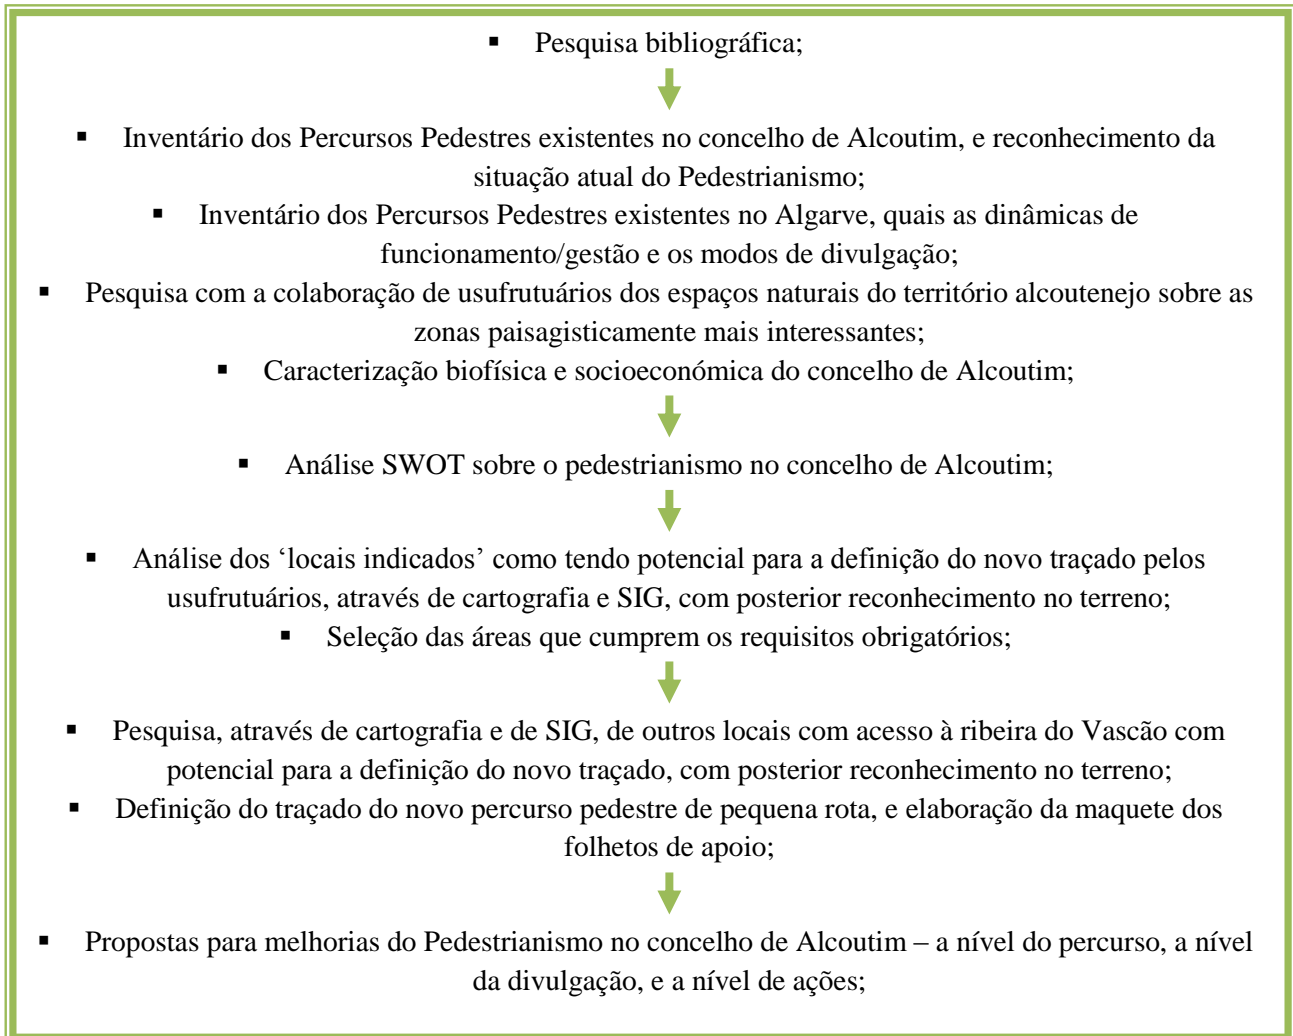 ▪ Pesquisa bibliográfica;
▪ Inventário dos Percursos Pedestres existentes no concelho de Alcoutim, e reconhecimento da
situação atual do Pedestrianismo;
▪ Inventário dos Percursos Pedestres existentes no Algarve, quais as dinâmicas de
funcionamento/gestão e os modos de divulgação;
▪ Pesquisa com a colaboração de usufrutuários dos espaços naturais do território alcoutenejo sobre as
zonas paisagisticamente mais interessantes;
▪ Caracterização biofísica e socioeconómica do concelho de Alcoutim;
▪ Análise SWOT sobre o pedestrianismo no concelho de Alcoutim;
▪ Análise dos ‘locais indicados’ como tendo potencial para a definição do novo traçado pelos
usufrutuários, através de cartografia e SIG, com posterior reconhecimento no terreno;
▪ Seleção das áreas que cumprem os requisitos obrigatórios;
▪ Pesquisa, através de cartografia e de SIG, de outros locais com acesso à ribeira do Vascão com
potencial para a definição do novo traçado, com posterior reconhecimento no terreno;
▪ Definição do traçado do novo percurso pedestre de pequena rota, e elaboração da maquete dos
folhetos de apoio;
▪ Propostas para melhorias do Pedestrianismo no concelho de Alcoutim – a nível do percurso, a nível
da divulgação, e a nível de ações;